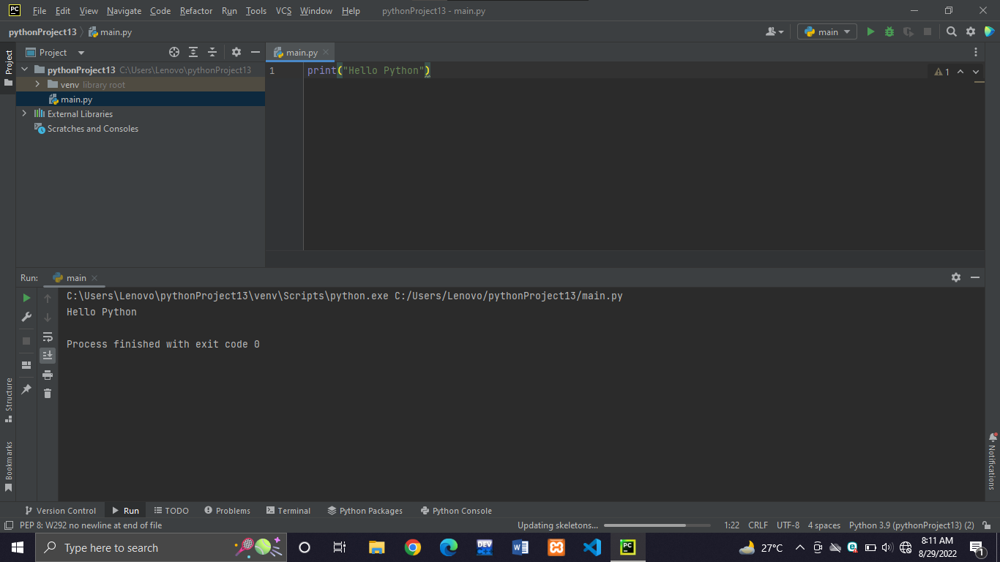 PC File Edit View Navigate Code Refactor Run Tools VCS Window Help pythonProject13 - main.py
pythonProject13 main.py main
Project
Project
main.py
pythonProject13 C:\Users\Lenovo\pythonProject13
venv library root
main.py
External Libraries
Scratches and Consoles
1 print("Hello Python")
1
Run: main
C:\Users\Lenovo\pythonProject13\venv\Scripts\python.exe C:/Users/Lenovo/pythonProject13/main.py
Hello Python
Process finished with exit code 0
Structure
Bookmarks
Notifications
Version Control Run TODO Problems Terminal Python Packages Python Console
PEP 8: W292 no newline at end of file Updating skeletons... 1:22 CRLF UTF-8 4 spaces Python 3.9 (pythonProject13) (2)
Type here to search DEV PC 27°C 8:11 AM
8/29/2022 1